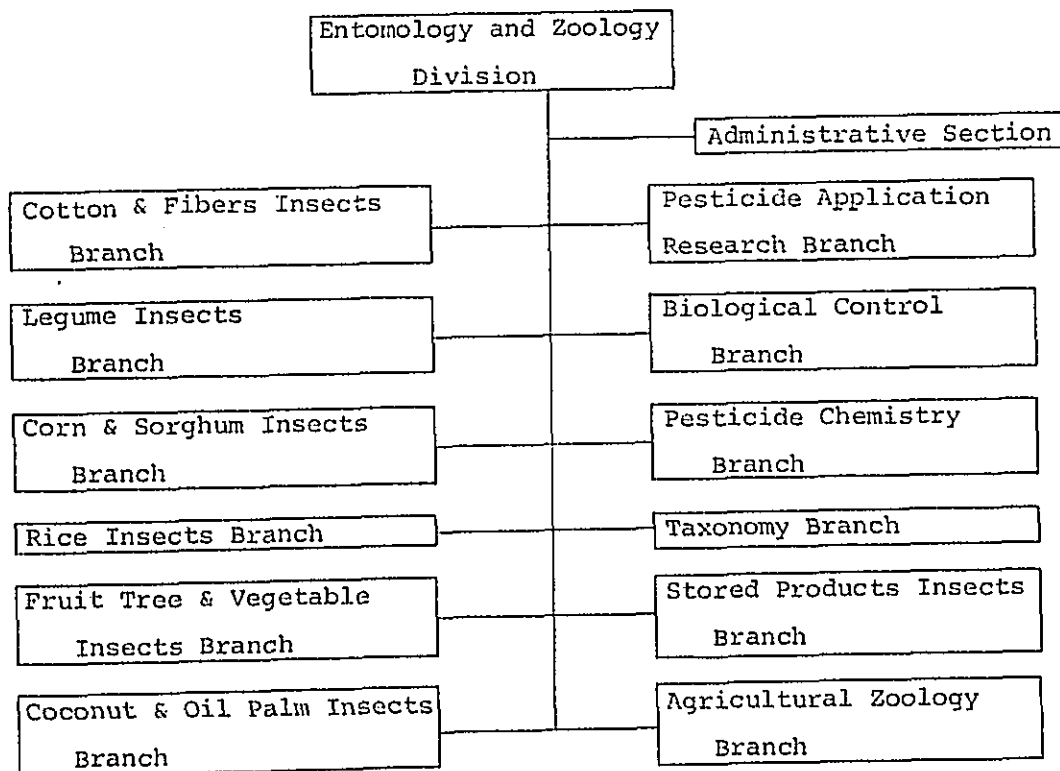 Entomology and Zoology
Division
Administrative Section
Cotton & Fibers Insects
Branch
Pesticide Application
Research Branch
Legume Insects
Branch
Biological Control
Branch
Corn & Sorghum Insects
Branch
Pesticide Chemistry
Branch
Rice Insects Branch
Taxonomy Branch
Fruit Tree & Vegetable
Insects Branch
Stored Products Insects
Branch
Coconut & Oil Palm Insects
Branch
Agricultural Zoology
Branch